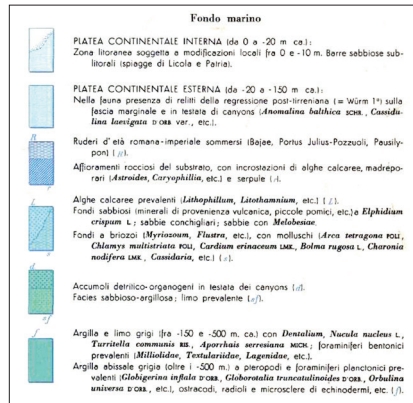 Fondo marino
PLATEA CONTINENTALE INTERNA (da 0 a -20 m ca.):
Zona litoranea soggetta a modificazioni locali fra 0 e -10 m. Barre sabbiose sub-
litorali (spiagge di Licola e Patria).
PLATEA CONTINENTALE ESTERNA (da -20 a -150 m. ca.):
Nella fauna presenza di relitti della regressione post-tirreniana (= Würm 1°) sulla
fascia marginale e in testata di canyons (Anomalina balthica SCHR., Cassidu-
lina laevigata D'ORB var., etc.).
Ruderi d'età romana-imperiale sommersi (Bajae, Portus Julius-Pozzuoli, Pausily-
pon) (R).
Affioramenti rocciosi del substrato, con incrostazioni di alghe calcaree, madrepo-
rari (Astroides, Caryophillia, etc.) e serpule
Alghe calcaree prevalenti (Lithophillum, Litothamnium, etc.)
Fondi sabbiosi (minerali di provenienza vulcanica, piccole pomici, etc.) a Elphidium
crispum L ; sabbie conchigliari; sabbie con Melobesiae.
Fondi a briozoi (Myriozoum, Flustra, etc.), con molluschi (Arca tetragona POLI,
Chlamys multistriata POLI, Cardium erinaceum LMK., Bolma rugosa L., Charonia
nodifera LMK., Cassidaria, etc.)
Accumuli detritico-organogeni in testata dei canyons (d).
Facies sabbioso-argillosa; limo prevalente (sf).
Argilla e limo grigi (fra -150 e -500 m. ca.) con Dentalium, Nucula nucleus L.,
Turritella communis RIS., Aporrhais serresiana MICH.; foraminiferi bentonici
prevalenti (Milliolidae, Textulariidae, Lagenidae, etc.).
Argilla abissale grigia (oltre i -500 m.) a pteropodi e foraminiferi planctonici pre-
valenti (Globigerina inflata D'ORB., Globorotalia truncatulinoides D'ORB., Orbulina
universa D'ORB., etc.), ostracodi, radioli e microsclere di echinodermi, etc. (f).